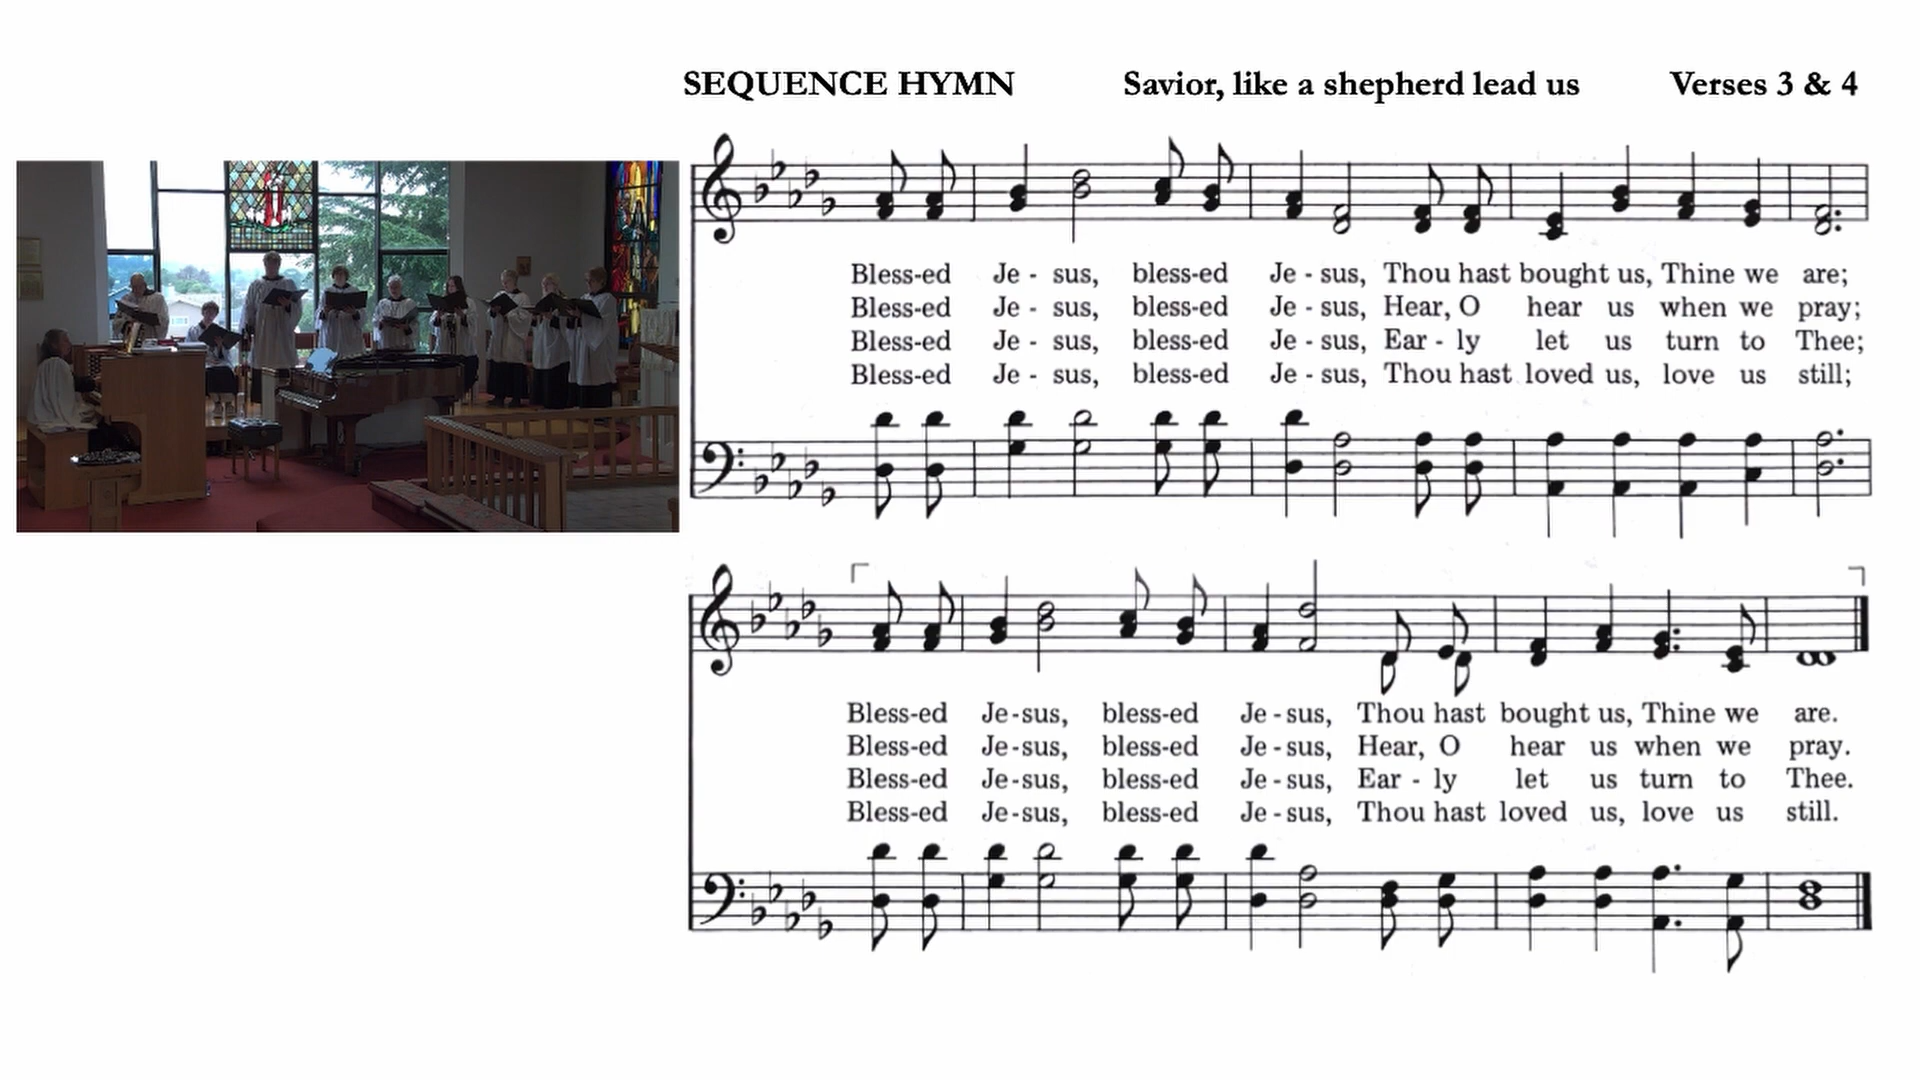 SEQUENCE HYMN Savior, like a shepherd lead us Verses 3 & 4
Bless-ed Je - sus, bless-ed Je - sus, Thou hast bought us, Thine we are;
Bless-ed Je - sus, bless-ed Je - sus, Hear, O hear us when we pray;
Bless-ed Je - sus, bless-ed Je - sus, Ear - ly let us turn to Thee;
Bless-ed Je - sus, bless-ed Je - sus, Thou hast loved us, love us still;
Bless-ed Je-sus, bless-ed Je - sus, Thou hast bought us, Thine we are.
Bless-ed Je-sus, bless-ed Je - sus, Hear, O hear us when we pray.
Bless-ed Je-sus, bless-ed Je - sus, Ear - ly let us turn to Thee.
Bless-ed Je-sus, bless-ed Je - sus, Thou hast loved us, love us still.